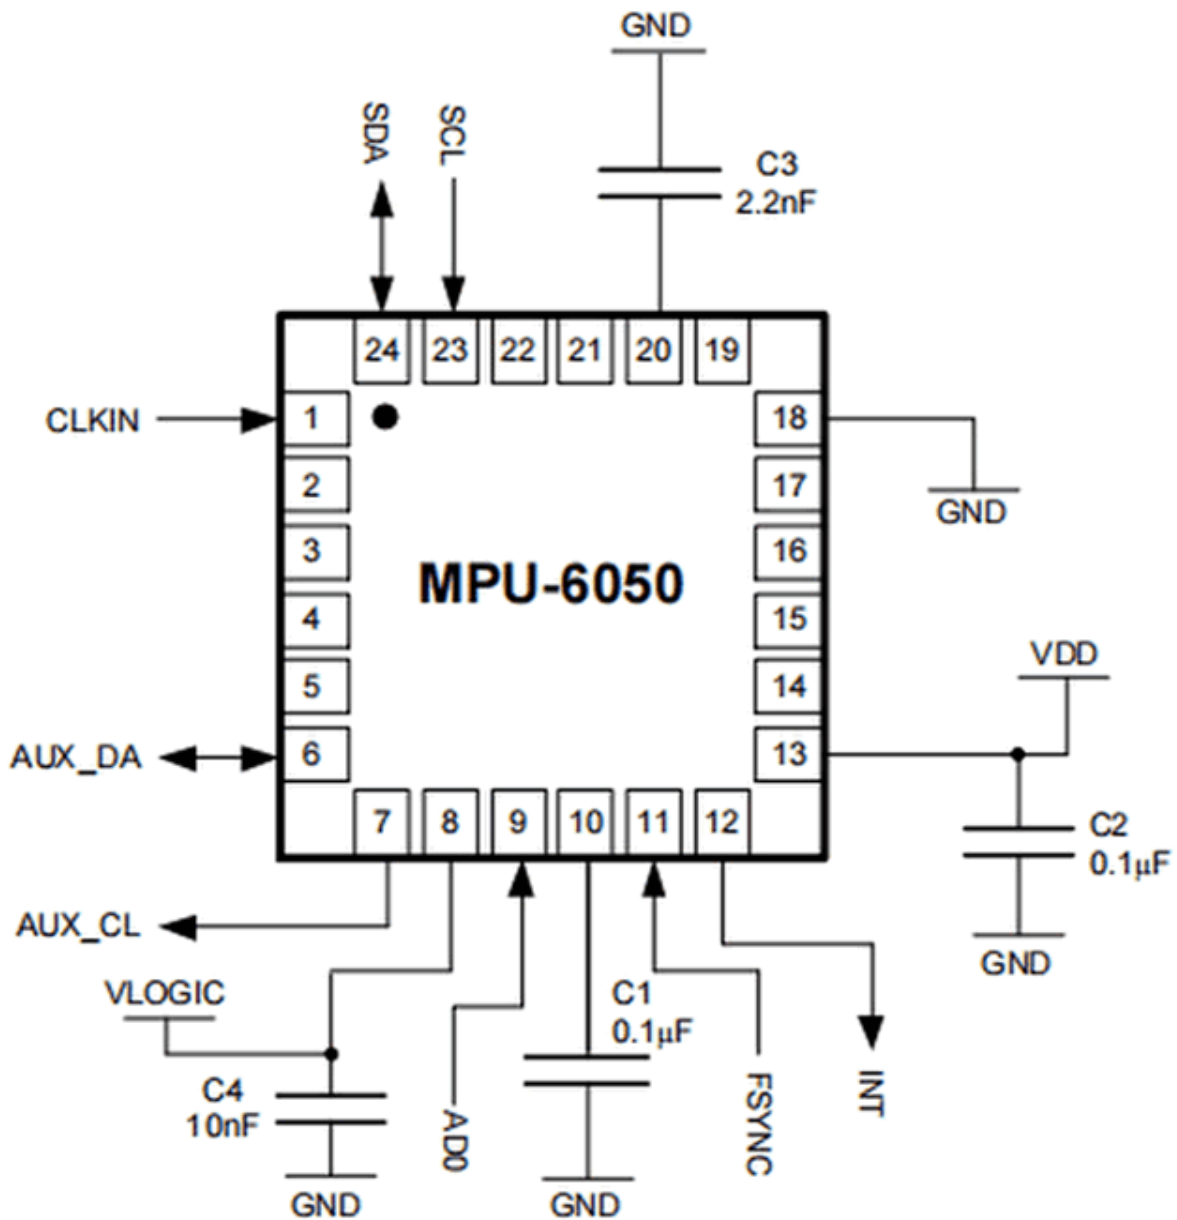 GND
SDA
SCL
C3
2.2nF
24 23 22 21 20 19
CLKIN
1
18
2
17
GND
3
16
MPU-6050
4
15
VDD
5
14
AUX_DA
6
13
7 8 9 10 11 12
C2
0.1µF
AUX_CL
GND
VLOGIC
C1
0.1µF
C4
10nF
AD0
FSYNC
INT
GND
GND